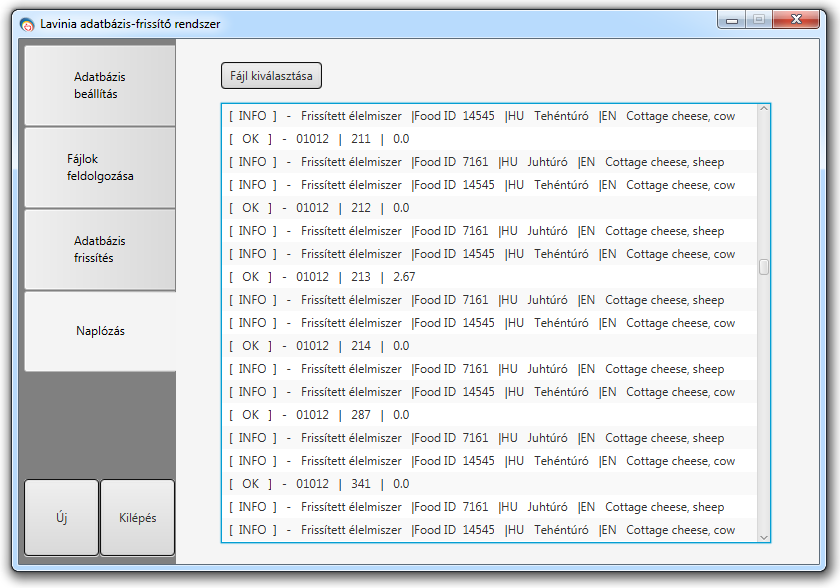 Lavinia adatbázis-frissítő rendszer
Adatbázis
beállítás
Fájlok
feldolgozása
Adatbázis
frissítés
Naplózás
Új
Kilépés
Fájl kiválasztása
[ INFO ] - Frissített élelmiszer |Food ID 14545 |HU Tehéntúró |EN Cottage cheese, cow
[ OK ] - 01012 | 211 | 0.0
[ INFO ] - Frissített élelmiszer |Food ID 7161 |HU Juhtúró |EN Cottage cheese, sheep
[ INFO ] - Frissített élelmiszer |Food ID 14545 |HU Tehéntúró |EN Cottage cheese, cow
[ OK ] - 01012 | 212 | 0.0
[ INFO ] - Frissített élelmiszer |Food ID 7161 |HU Juhtúró |EN Cottage cheese, sheep
[ INFO ] - Frissített élelmiszer |Food ID 14545 |HU Tehéntúró |EN Cottage cheese, cow
[ OK ] - 01012 | 213 | 2.67
[ INFO ] - Frissített élelmiszer |Food ID 7161 |HU Juhtúró |EN Cottage cheese, sheep
[ INFO ] - Frissített élelmiszer |Food ID 14545 |HU Tehéntúró |EN Cottage cheese, cow
[ OK ] - 01012 | 214 | 0.0
[ INFO ] - Frissített élelmiszer |Food ID 7161 |HU Juhtúró |EN Cottage cheese, sheep
[ INFO ] - Frissített élelmiszer |Food ID 14545 |HU Tehéntúró |EN Cottage cheese, cow
[ OK ] - 01012 | 287 | 0.0
[ INFO ] - Frissített élelmiszer |Food ID 7161 |HU Juhtúró |EN Cottage cheese, sheep
[ INFO ] - Frissített élelmiszer |Food ID 14545 |HU Tehéntúró |EN Cottage cheese, cow
[ OK ] - 01012 | 341 | 0.0
[ INFO ] - Frissített élelmiszer |Food ID 7161 |HU Juhtúró |EN Cottage cheese, sheep
[ INFO ] - Frissített élelmiszer |Food ID 14545 |HU Tehéntúró |EN Cottage cheese, cow